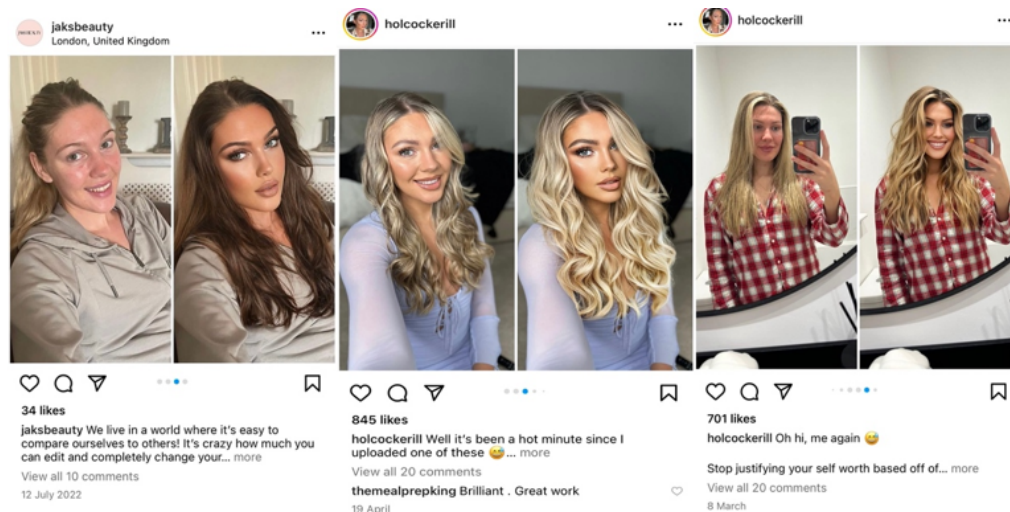 jaksbeauty
London, United Kingdom
34 likes
jaksbeauty We live in a world where it's easy to
compare ourselves to others! It's crazy how much you
can edit and completely change your... more
View all 10 comments
12 July 2022
holcockerill
845 likes
holcockerill Well it's been a hot minute since I
uploaded one of these 😅... more
View all 20 comments
themealprepking Brilliant . Great work
19 April
holcockerill
701 likes
holcockerill Oh hi, me again 😅
Stop justifying your self worth based off of... more
View all 20 comments
8 March